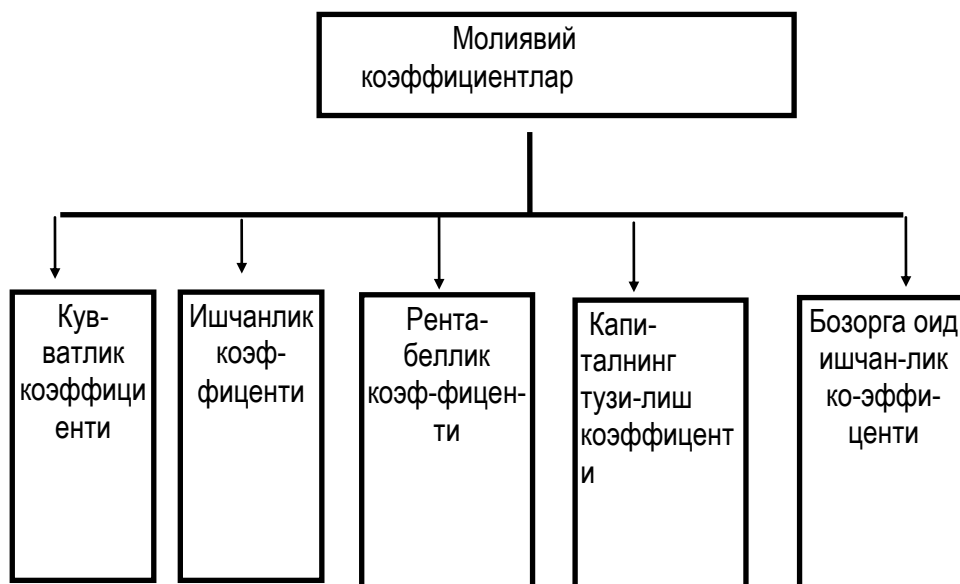 Молиявий
коэффициентлар
Кув-
ватлик
коэффици
енти
Ишчанлик
коэф-
фиценти
Рента-
беллик
коэф-фицен-
ти
Капи-
талнинг
тузи-лиш
коэффицент
и
Бозорга оид
ишчан-лик
ко-эффи-
центи